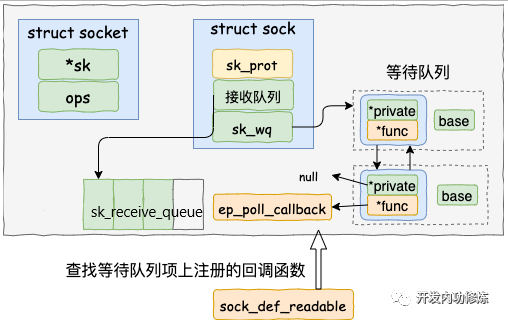 struct socket
*sk
ops
struct sock
sk_prot
接收队列
sk_wq
等待队列
*private
*func
base
null
*private
*func
base
sk_receive_queue
ep_poll_callback
查找等待队列项上注册的回调函数
sock_def_readable
开发内功修炼